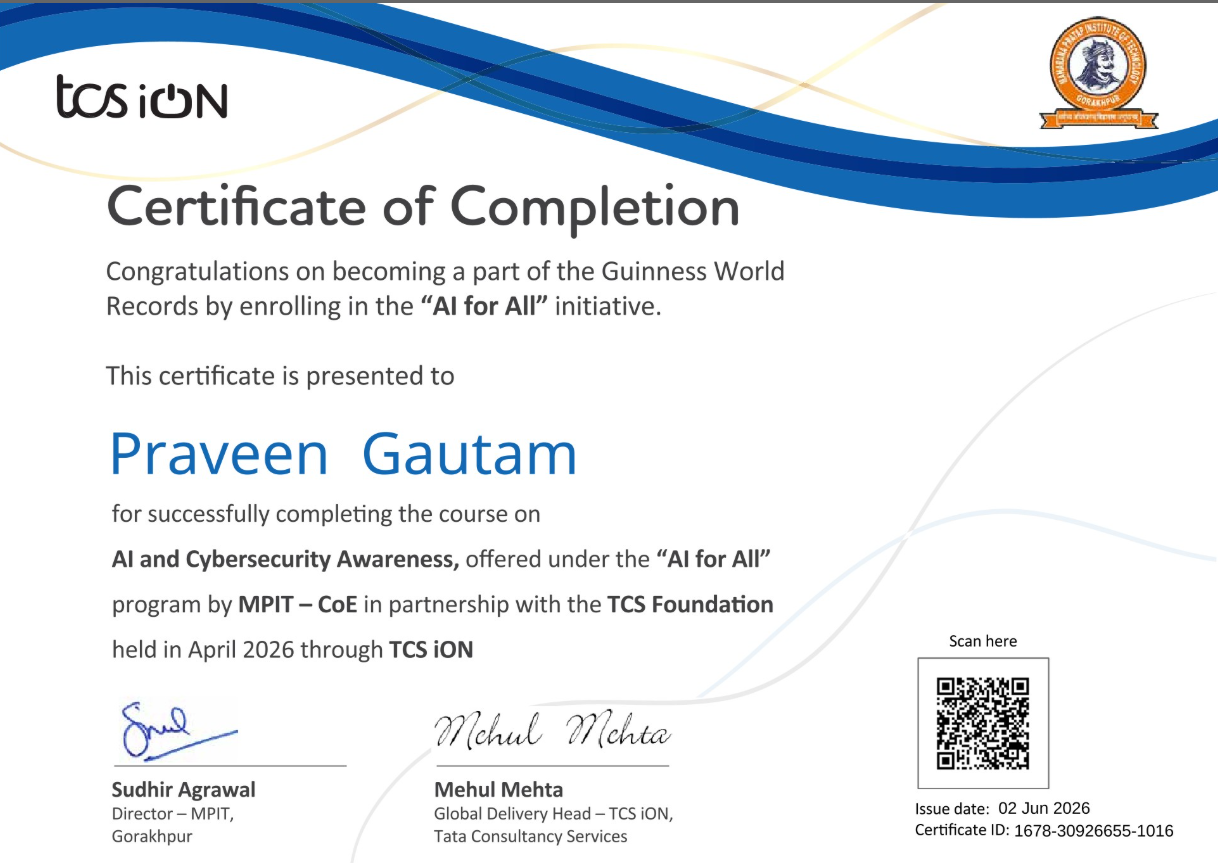 tcs iON
MAHARANA PRATAP INSTITUTE OF TECHNOLOGY
GORAKHPUR
Certificate of Completion
Congratulations on becoming a part of the Guinness World
Records by enrolling in the “AI for All” initiative.
This certificate is presented to
Praveen Gautam
for successfully completing the course on
AI and Cybersecurity Awareness, offered under the “AI for All”
program by MPIT – CoE in partnership with the TCS Foundation
held in April 2026 through TCS iON
Mehul Mehta
Sudhir Agrawal
Director – MPIT,
Gorakhpur
Mehul Mehta
Global Delivery Head – TCS iON,
Tata Consultancy Services
Scan here
Issue date: 02 Jun 2026
Certificate ID: 1678-30926655-1016